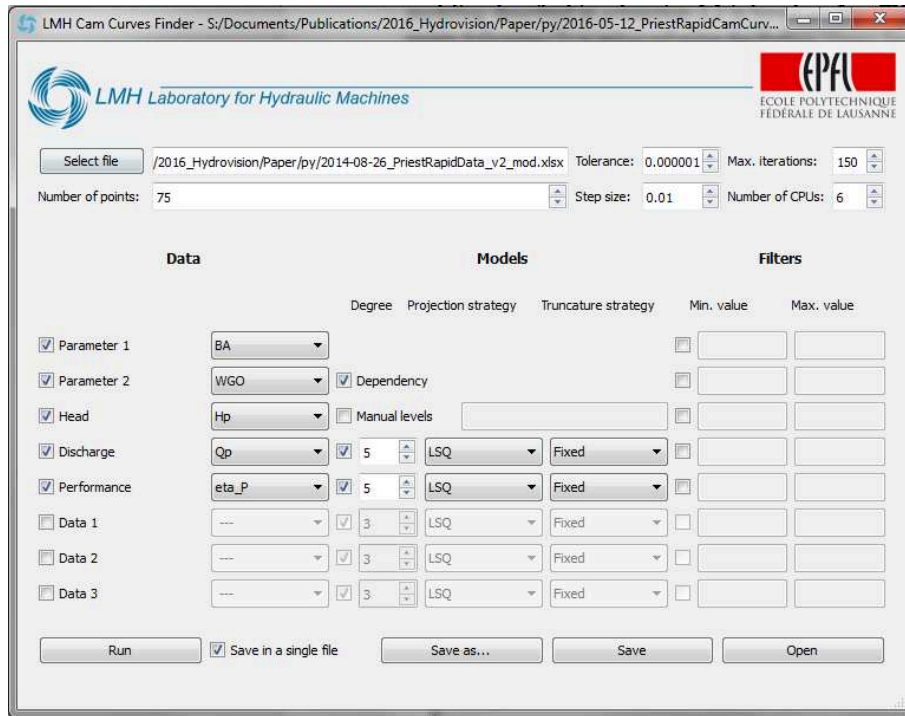 LMH Cam Curves Finder - S:/Documents/Publications/2016_Hydrovision/Paper/py/2016-05-12_PriestRapidCamCurv...
LMH Laboratory for Hydraulic Machines
EPFL
ÉCOLE POLYTECHNIQUE
FÉDÉRALE DE LAUSANNE
Select file /2016_Hydrovision/Paper/py/2014-08-26_PriestRapidData_v2_mod.xlsx Tolerance: 0.000001 Max. iterations: 150
Number of points: 75 Step size: 0.01 Number of CPUs: 6
Data Models Filters
Degree Projection strategy Truncature strategy Min. value Max. value
Parameter 1 BA
Parameter 2 WGO Dependency
Head Hp Manual levels
Discharge Qp 5 LSQ Fixed
Performance eta_P 5 LSQ Fixed
Data 1 --- 3 LSQ Fixed
Data 2 --- 3 LSQ Fixed
Data 3 --- 3 LSQ Fixed
Run Save in a single file Save as... Save Open